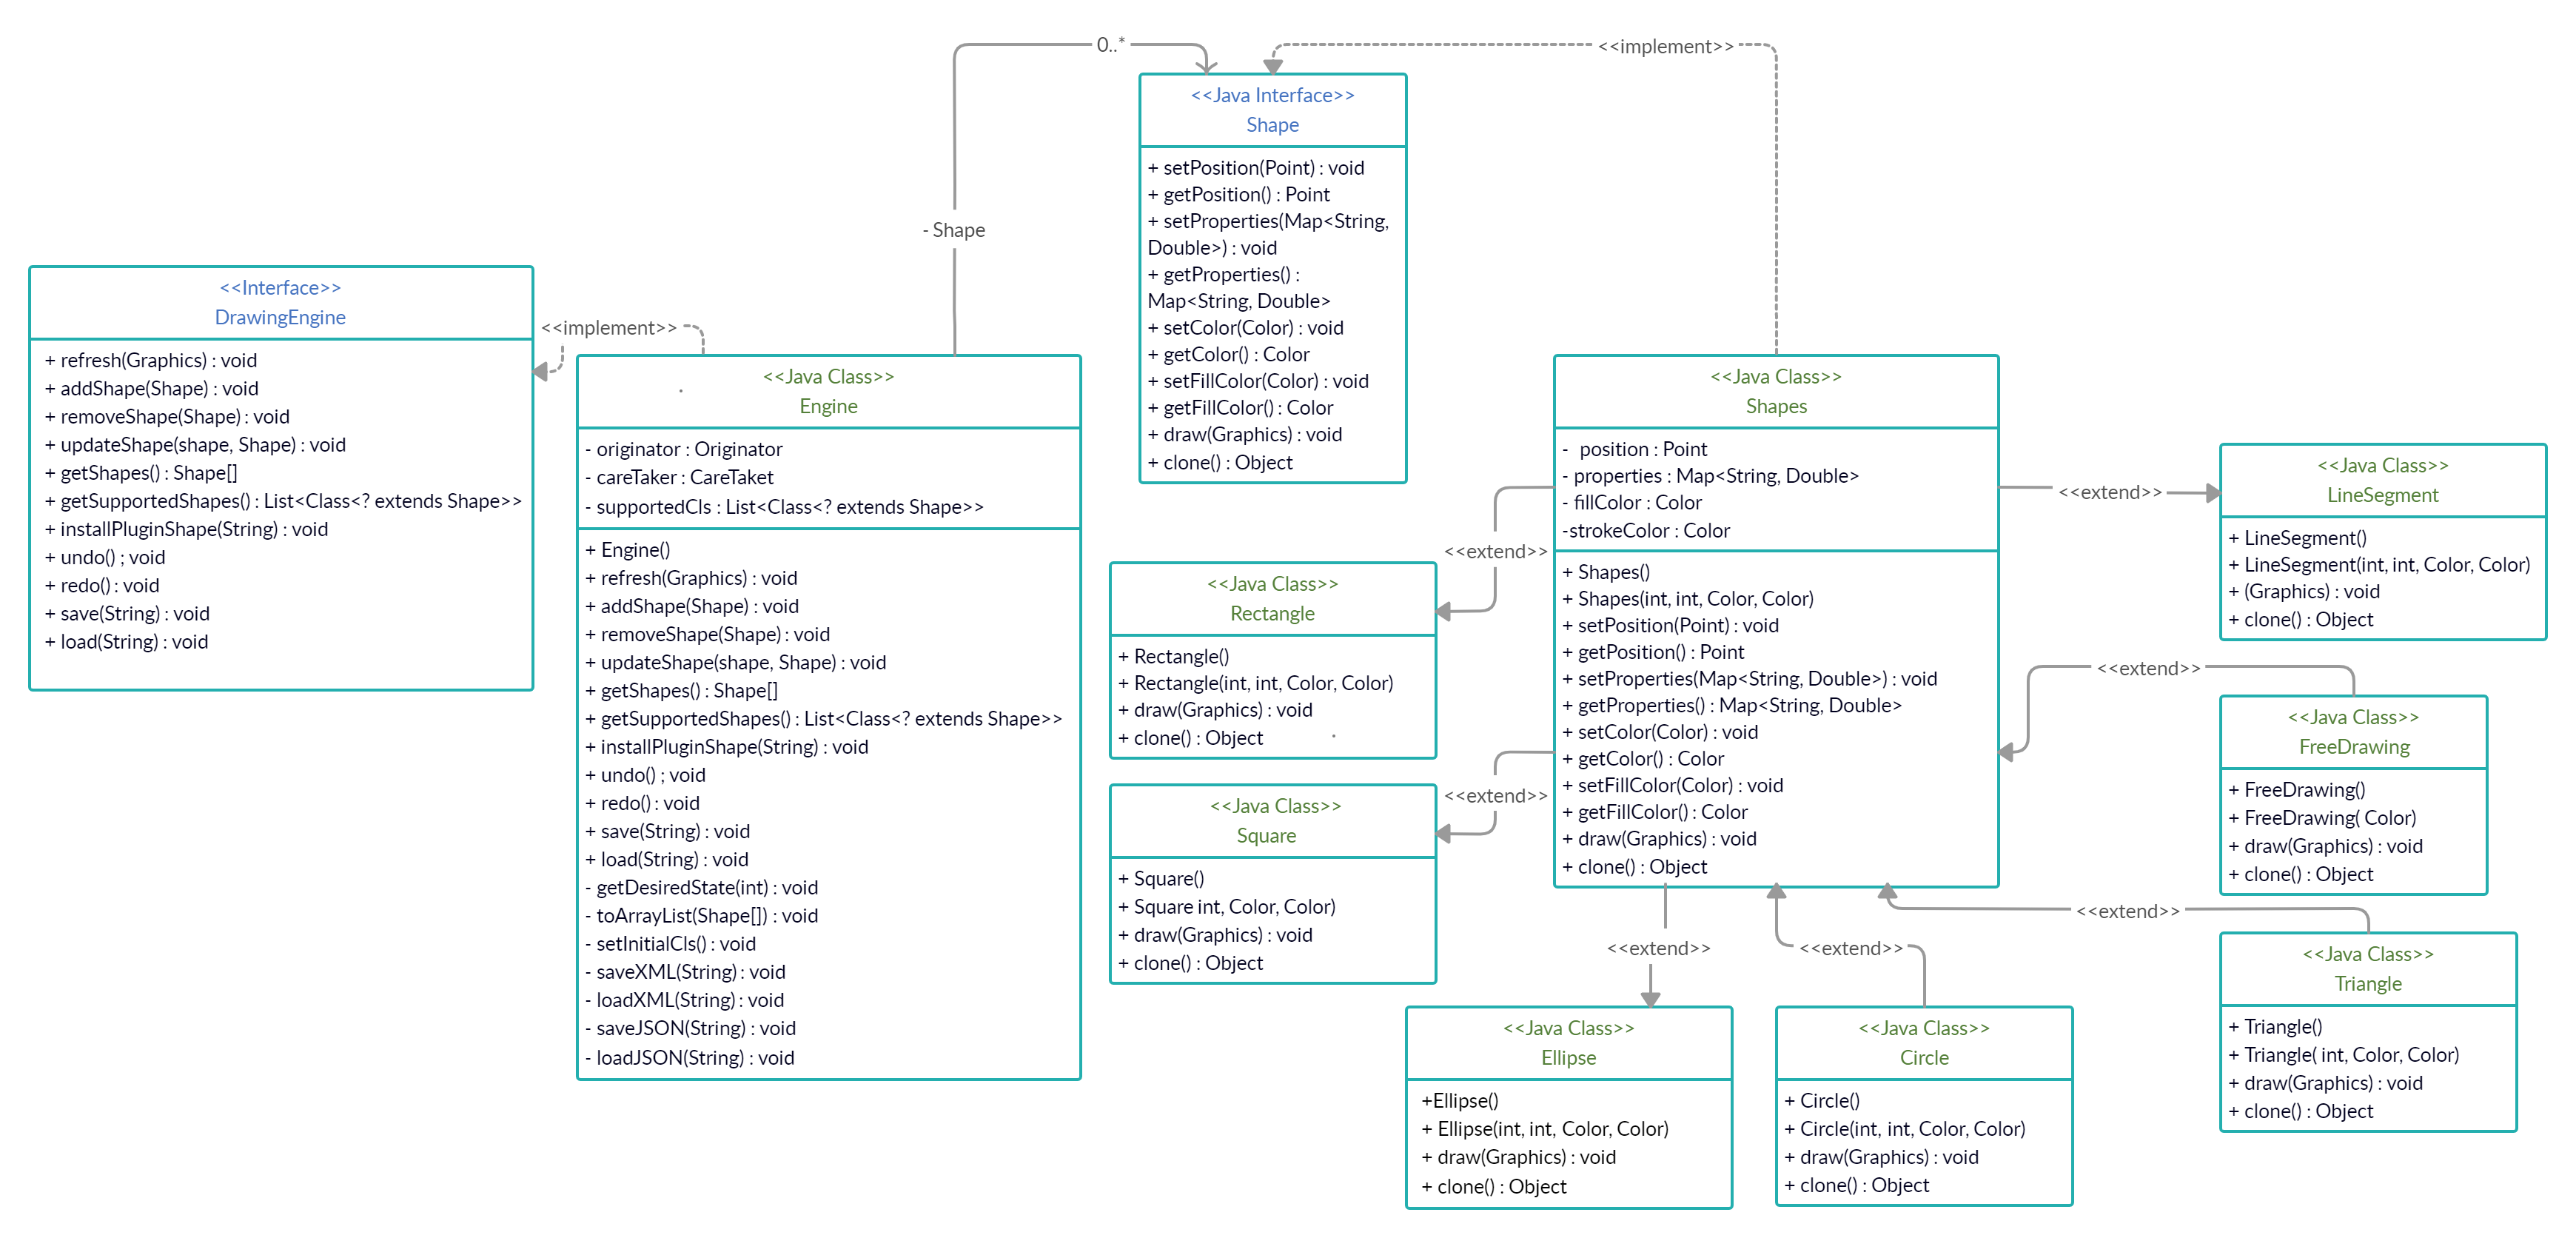 0..*
<<implement>>
<<Java Interface>>
Shape
+ setPosition(Point) : void
+ getPosition() : Point
+ setProperties(Map<String,
Double>) : void
+ getProperties() :
Map<String, Double>
+ setColor(Color) : void
+ getColor() : Color
+ setFillColor(Color) : void
+ getFillColor() : Color
+ draw(Graphics) : void
+ clone() : Object
- Shape
<<Interface>>
DrawingEngine
+ refresh(Graphics) : void
+ addShape(Shape) : void
+ removeShape(Shape) : void
+ updateShape(shape, Shape) : void
+ getShapes() : Shape[]
+ getSupportedShapes() : List<Class<? extends Shape>>
+ installPluginShape(String) : void
+ undo() ; void
+ redo() : void
+ save(String) : void
+ load(String) : void
<<implement>>
<<Java Class>>
Engine
- originator : Originator
- careTaker : CareTaket
- supportedCls : List<Class<? extends Shape>>
+ Engine()
+ refresh(Graphics) : void
+ addShape(Shape) : void
+ removeShape(Shape) : void
+ updateShape(shape, Shape) : void
+ getShapes() : Shape[]
+ getSupportedShapes() : List<Class<? extends Shape>>
+ installPluginShape(String) : void
+ undo() ; void
+ redo() : void
+ save(String) : void
+ load(String) : void
- getDesiredState(int) : void
- toArrayList(Shape[]) : void
- setInitialCls() : void
- saveXML(String) : void
- loadXML(String) : void
- saveJSON(String) : void
- loadJSON(String) : void
<<Java Class>>
Shapes
- position : Point
- properties : Map<String, Double>
- fillColor : Color
-strokeColor : Color
+ Shapes()
+ Shapes(int, int, Color, Color)
+ setPosition(Point) : void
+ getPosition() : Point
+ setProperties(Map<String, Double>) : void
+ getProperties() : Map<String, Double>
+ setColor(Color) : void
+ getColor() : Color
+ setFillColor(Color) : void
+ getFillColor() : Color
+ draw(Graphics) : void
+ clone() : Object
<<extend>>
<<Java Class>>
Rectangle
+ Rectangle()
+ Rectangle(int, int, Color, Color)
+ draw(Graphics) : void
+ clone() : Object
<<extend>>
<<Java Class>>
Square
+ Square()
+ Square int, Color, Color)
+ draw(Graphics) : void
+ clone() : Object
<<extend>>
<<Java Class>>
LineSegment
+ LineSegment()
+ LineSegment(int, int, Color, Color)
+ (Graphics) : void
+ clone() : Object
<<extend>>
<<Java Class>>
FreeDrawing
+ FreeDrawing()
+ FreeDrawing( Color)
+ draw(Graphics) : void
+ clone() : Object
<<extend>>
<<Java Class>>
Triangle
+ Triangle()
+ Triangle( int, Color, Color)
+ draw(Graphics) : void
+ clone() : Object
<<extend>>
<<Java Class>>
Ellipse
+Ellipse()
+ Ellipse(int, int, Color, Color)
+ draw(Graphics) : void
+ clone() : Object
<<extend>>
<<Java Class>>
Circle
+ Circle()
+ Circle(int, int, Color, Color)
+ draw(Graphics) : void
+ clone() : Object